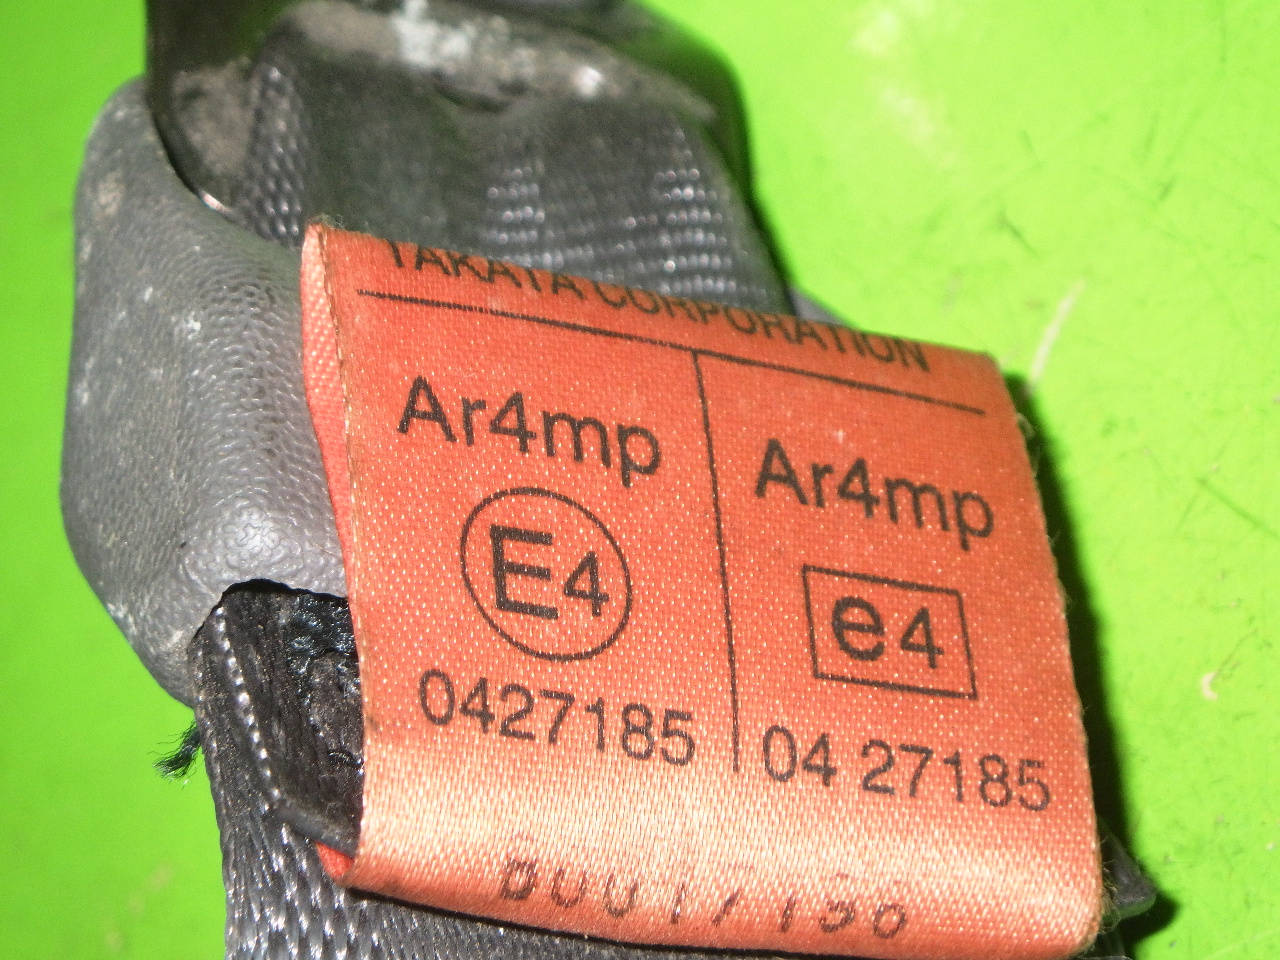 TAKATA CORPORATION
Ar4mp Ar4mp
E4 e4
0427185 04 27185